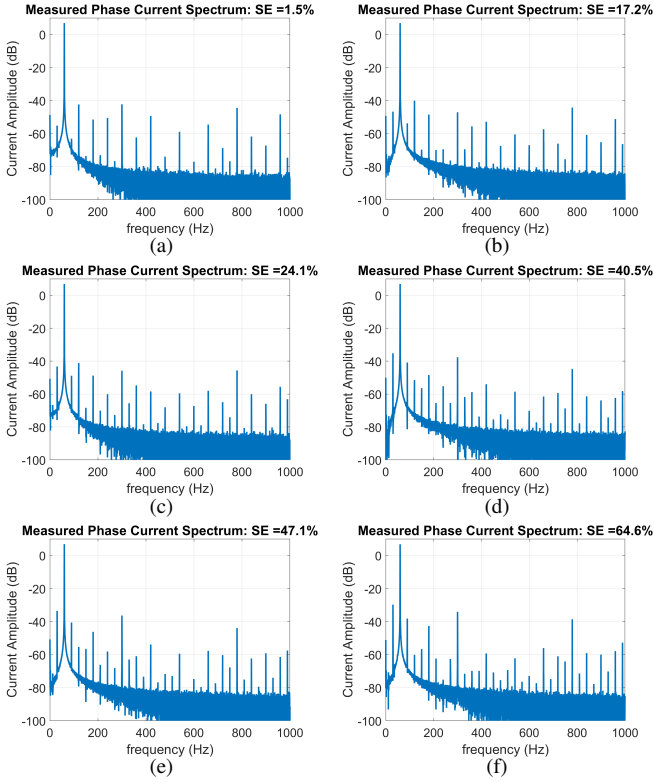 Measured Phase Current Spectrum: SE =1.5%
Current Amplitude (dB)
0
-20
-40
-60
-80
-100
0 200 400 600 800 1000
frequency (Hz)
(a)
Measured Phase Current Spectrum: SE =17.2%
Current Amplitude (dB)
0
-20
-40
-60
-80
-100
0 200 400 600 800 1000
frequency (Hz)
(b)
Measured Phase Current Spectrum: SE =24.1%
Current Amplitude (dB)
0
-20
-40
-60
-80
-100
0 200 400 600 800 1000
frequency (Hz)
(c)
Measured Phase Current Spectrum: SE =40.5%
Current Amplitude (dB)
0
-20
-40
-60
-80
-100
0 200 400 600 800 1000
frequency (Hz)
(d)
Measured Phase Current Spectrum: SE =47.1%
Current Amplitude (dB)
0
-20
-40
-60
-80
-100
0 200 400 600 800 1000
frequency (Hz)
(e)
Measured Phase Current Spectrum: SE =64.6%
Current Amplitude (dB)
0
-20
-40
-60
-80
-100
0 200 400 600 800 1000
frequency (Hz)
(f)